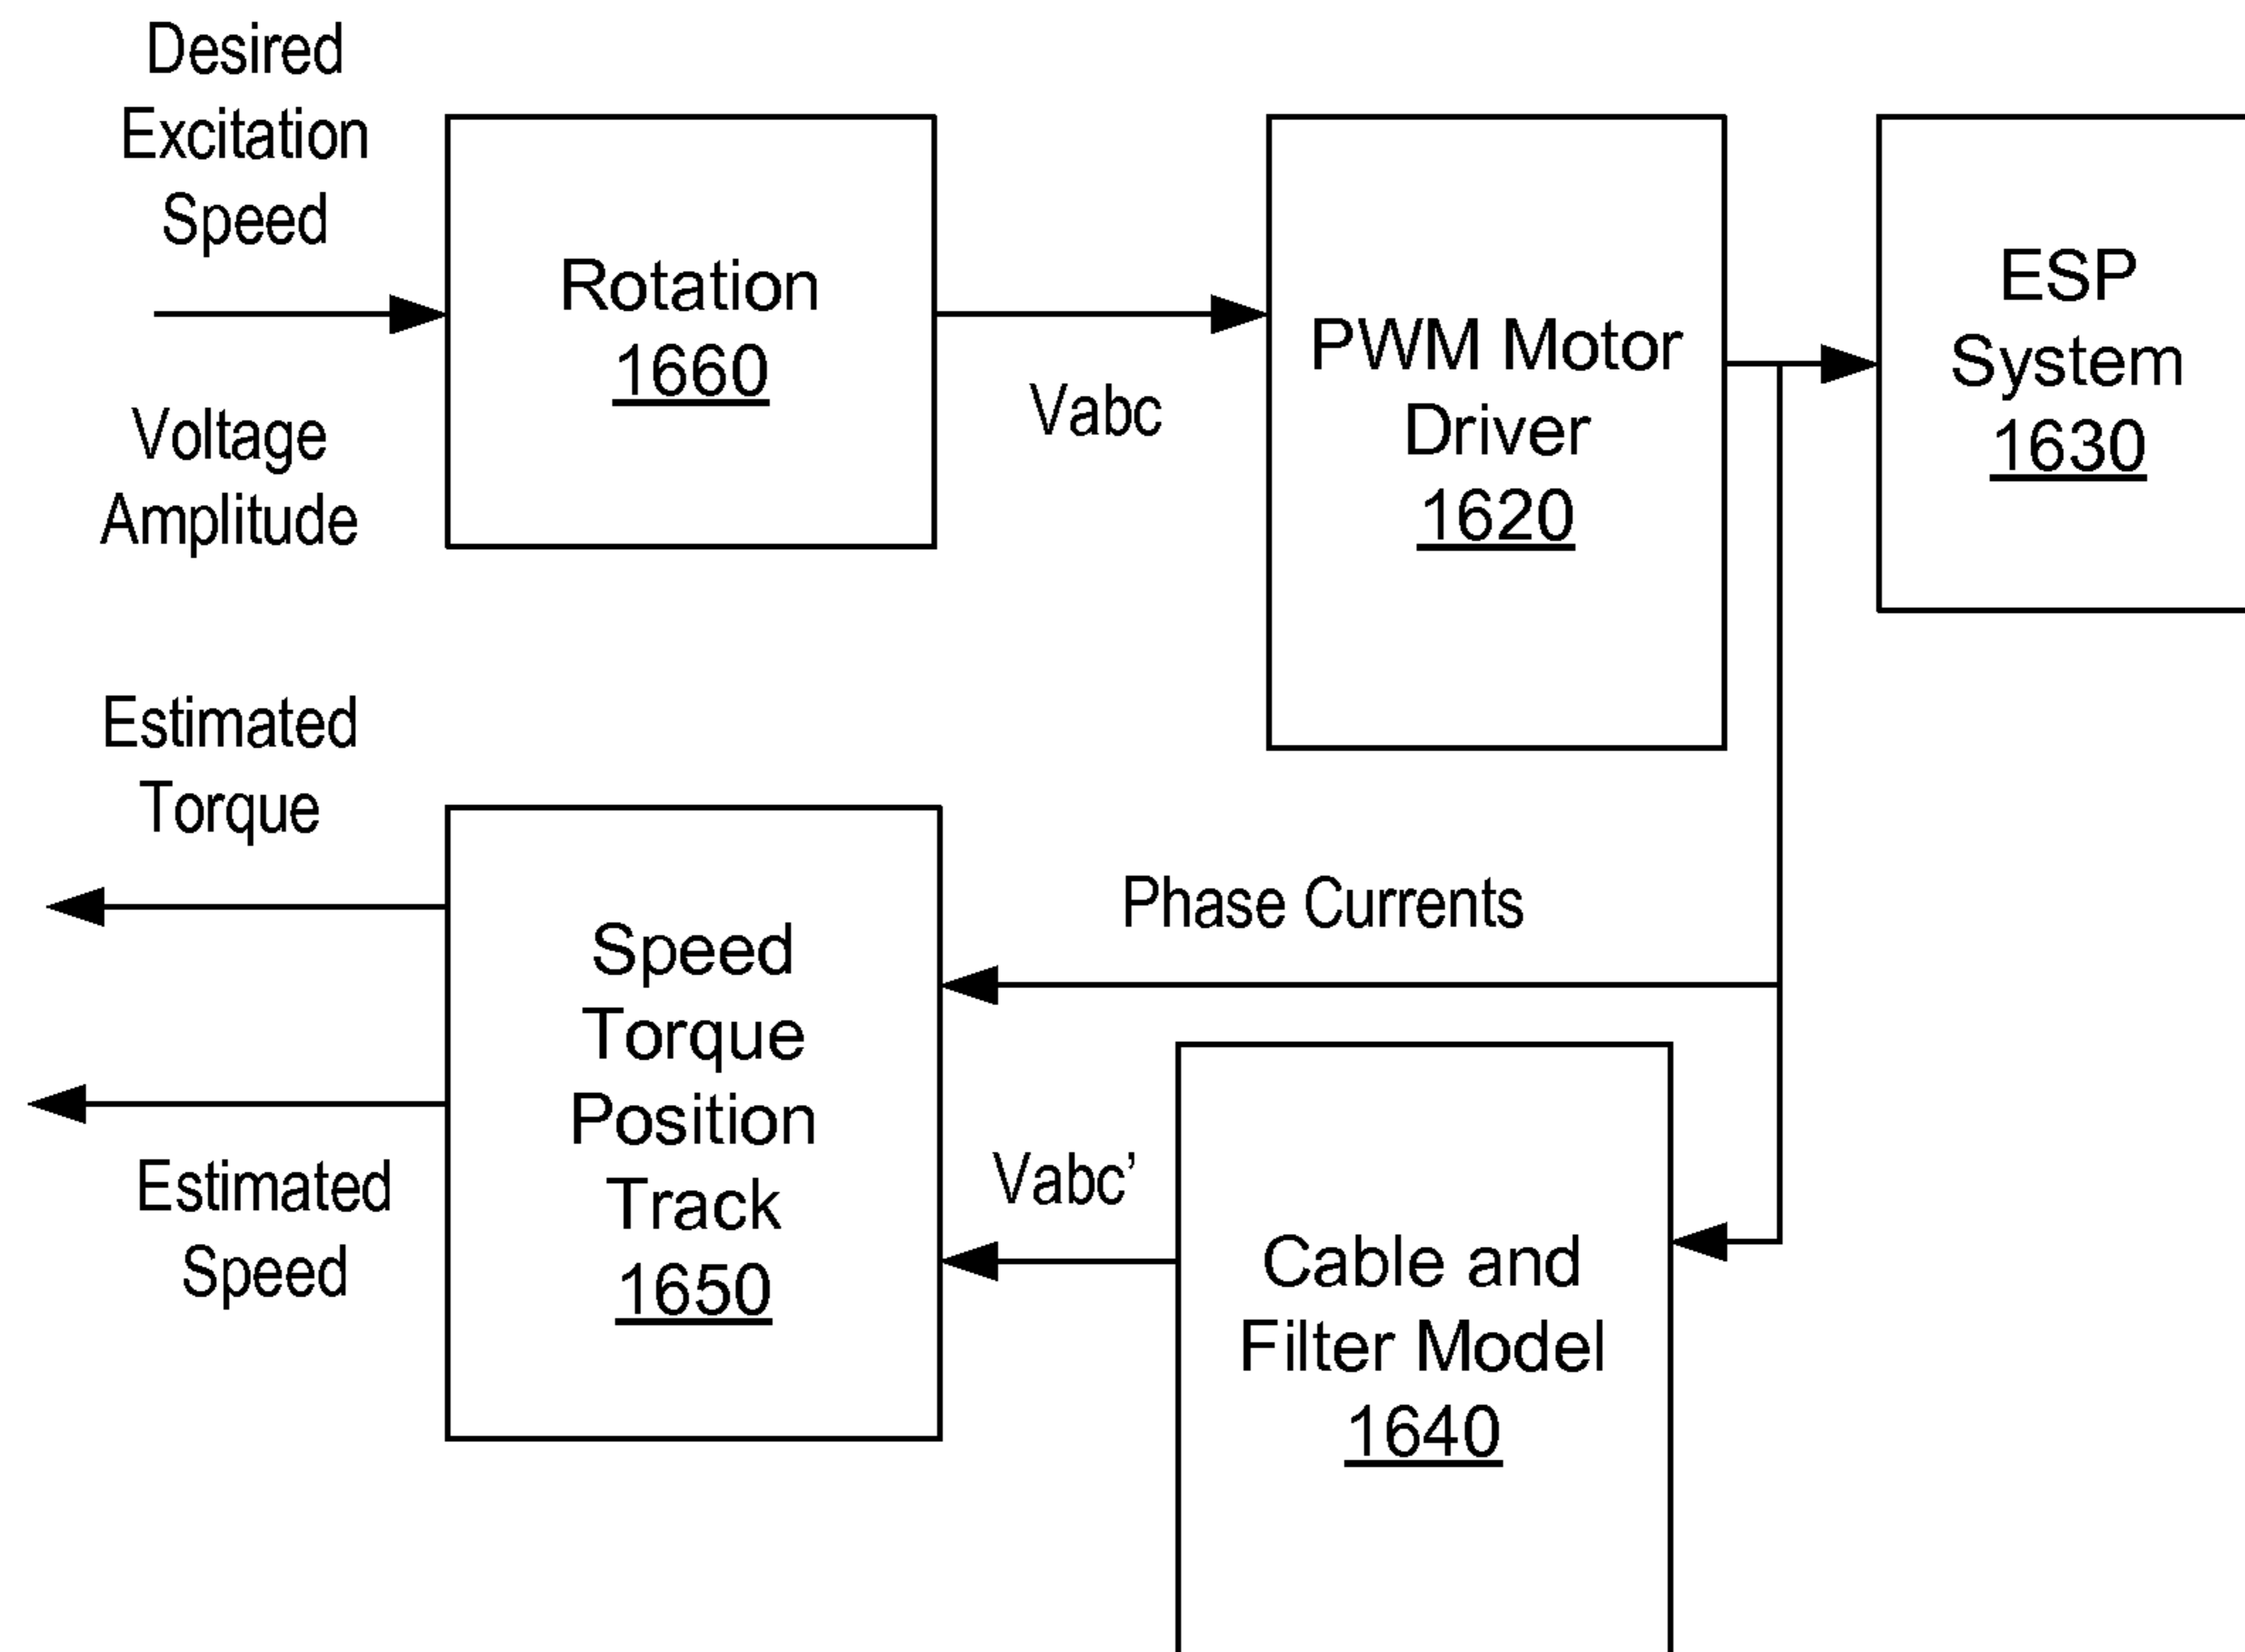 Desired
Excitation
Speed
Voltage
Amplitude
Rotation
1660
Vabc
PWM Motor
Driver
1620
ESP
System
1630
Estimated
Torque
Estimated
Speed
Speed
Torque
Position
Track
1650
Phase Currents
Vabc’
Cable and
Filter Model
1640